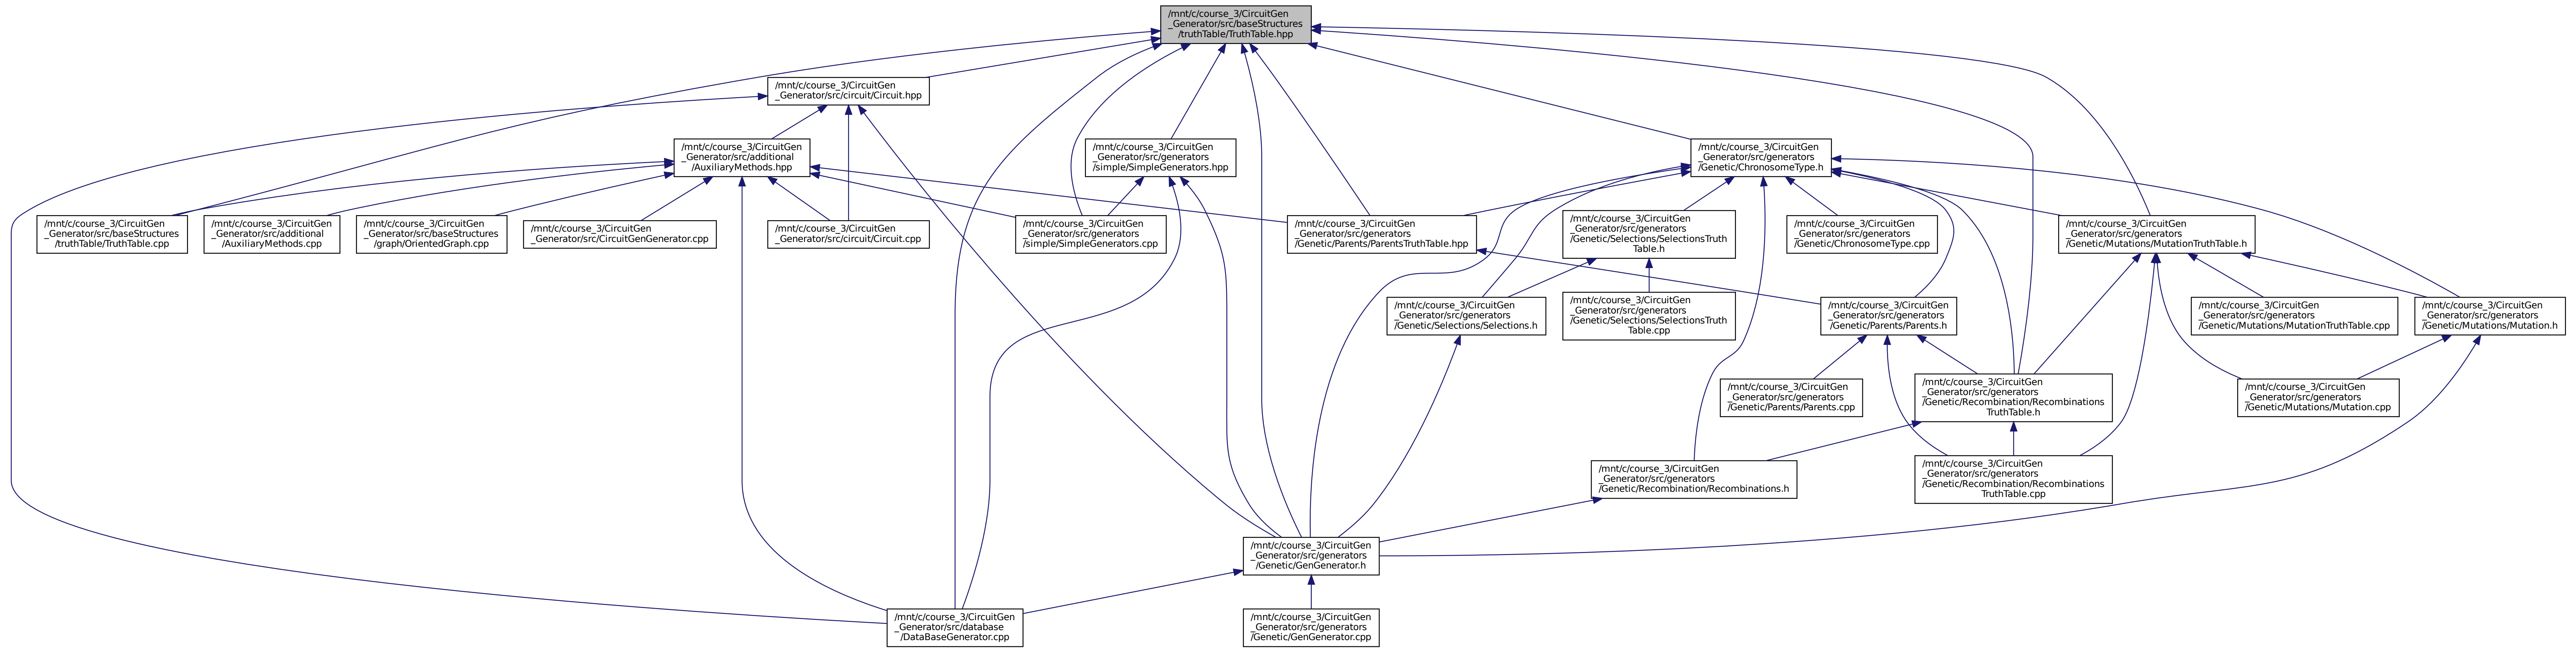 /mnt/c/course_3/CircuitGen
_Generator/src/baseStructures
/truthTable/TruthTable.hpp
/mnt/c/course_3/CircuitGen
_Generator/src/circuit/Circuit.hpp
/mnt/c/course_3/CircuitGen
_Generator/src/additional
/AuxiliaryMethods.hpp
/mnt/c/course_3/CircuitGen
_Generator/src/generators
/simple/SimpleGenerators.hpp
/mnt/c/course_3/CircuitGen
_Generator/src/generators
/Genetic/ChronosomeType.h
/mnt/c/course_3/CircuitGen
_Generator/src/baseStructures
/truthTable/TruthTable.cpp
/mnt/c/course_3/CircuitGen
_Generator/src/additional
/AuxiliaryMethods.cpp
/mnt/c/course_3/CircuitGen
_Generator/src/baseStructures
/graph/OrientedGraph.cpp
/mnt/c/course_3/CircuitGen
_Generator/src/CircuitGenGenerator.cpp
/mnt/c/course_3/CircuitGen
_Generator/src/circuit/Circuit.cpp
/mnt/c/course_3/CircuitGen
_Generator/src/generators
/simple/SimpleGenerators.cpp
/mnt/c/course_3/CircuitGen
_Generator/src/generators
/Genetic/Parents/ParentsTruthTable.hpp
/mnt/c/course_3/CircuitGen
_Generator/src/generators
/Genetic/Selections/SelectionsTruth
Table.h
/mnt/c/course_3/CircuitGen
_Generator/src/generators
/Genetic/ChronosomeType.cpp
/mnt/c/course_3/CircuitGen
_Generator/src/generators
/Genetic/Mutations/MutationTruthTable.h
/mnt/c/course_3/CircuitGen
_Generator/src/generators
/Genetic/Selections/Selections.h
/mnt/c/course_3/CircuitGen
_Generator/src/generators
/Genetic/Selections/SelectionsTruth
Table.cpp
/mnt/c/course_3/CircuitGen
_Generator/src/generators
/Genetic/Parents/Parents.h
/mnt/c/course_3/CircuitGen
_Generator/src/generators
/Genetic/Mutations/MutationTruthTable.cpp
/mnt/c/course_3/CircuitGen
_Generator/src/generators
/Genetic/Mutations/Mutation.h
/mnt/c/course_3/CircuitGen
_Generator/src/generators
/Genetic/Parents/Parents.cpp
/mnt/c/course_3/CircuitGen
_Generator/src/generators
/Genetic/Recombination/Recombinations
TruthTable.h
/mnt/c/course_3/CircuitGen
_Generator/src/generators
/Genetic/Mutations/Mutation.cpp
/mnt/c/course_3/CircuitGen
_Generator/src/generators
/Genetic/Recombination/Recombinations.h
/mnt/c/course_3/CircuitGen
_Generator/src/generators
/Genetic/Recombination/Recombinations
TruthTable.cpp
/mnt/c/course_3/CircuitGen
_Generator/src/generators
/Genetic/GenGenerator.h
/mnt/c/course_3/CircuitGen
_Generator/src/database
/DataBaseGenerator.cpp
/mnt/c/course_3/CircuitGen
_Generator/src/generators
/Genetic/GenGenerator.cpp